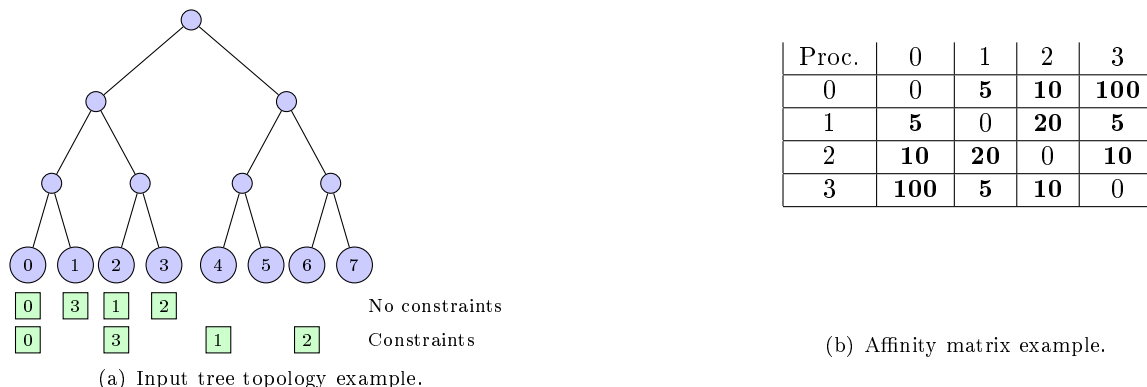 0 1 2 3 4 5 6 7
0 3 1 2 No constraints
0 3 1 2 Constraints
(a) Input tree topology example.
Proc. 0 1 2 3
0 0 5 10 100
1 5 0 20 5
2 10 20 0 10
3 100 5 10 0
(b) Affinity matrix example.